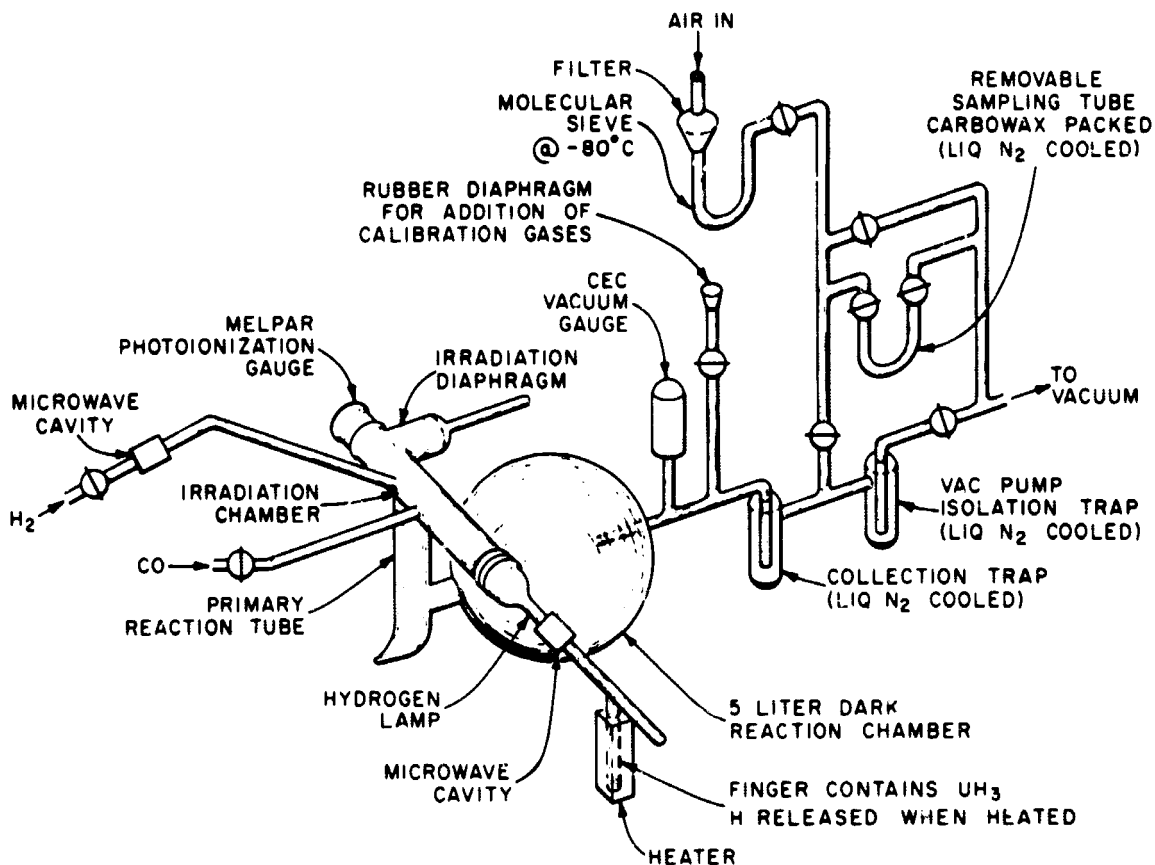 AIR IN
FILTER
MOLECULAR
SIEVE
@ -80°C
REMOVABLE
SAMPLING TUBE
CARBOWAX PACKED
(LIQ N₂ COOLED)
RUBBER DIAPHRAGM
FOR ADDITION OF
CALIBRATION GASES
CEC
VACUUM
GAUGE
MELPAR
PHOTOIONIZATION
GAUGE
IRRADIATION
DIAPHRAGM
MICROWAVE
CAVITY
TO
VACUUM
H₂
IRRADIATION
CHAMBER
VAC PUMP
ISOLATION TRAP
(LIQ N₂ COOLED)
CO
COLLECTION TRAP
(LIQ N₂ COOLED)
PRIMARY
REACTION TUBE
HYDROGEN
LAMP
5 LITER DARK
REACTION CHAMBER
MICROWAVE
CAVITY
FINGER CONTAINS UH₃
H RELEASED WHEN HEATED
HEATER